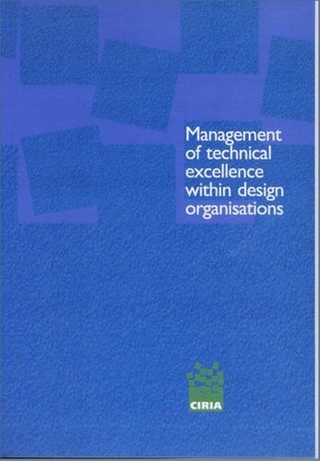 Management
of technical
excellence
within design
organisations
CIRIA